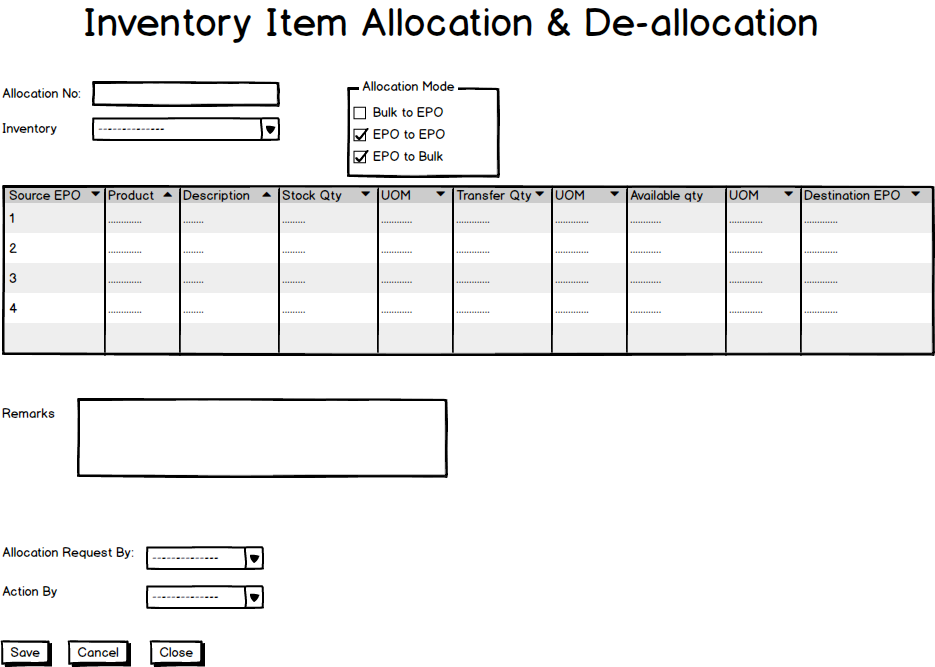 Inventory Item Allocation & De-allocation
Allocation No:
Allocation Mode
Bulk to EPO
Inventory
---------------
EPO to EPO
EPO to Bulk
Source EPO Product Description Stock Qty UOM Transfer Qty UOM Available qty UOM Destination EPO
1 ............. ........ ......... ............ ............. ............. ............ ............. .............
2 ............. ........ ......... ............ ............. ............. ............ ............. .............
3 ............. ........ ......... ............ ............. ............. ............ ............. .............
4 ............. ........ ......... ............ ............. ............. ............ ............. .............
Remarks
Allocation Request By: ---------------
Action By ---------------
Save Cancel Close